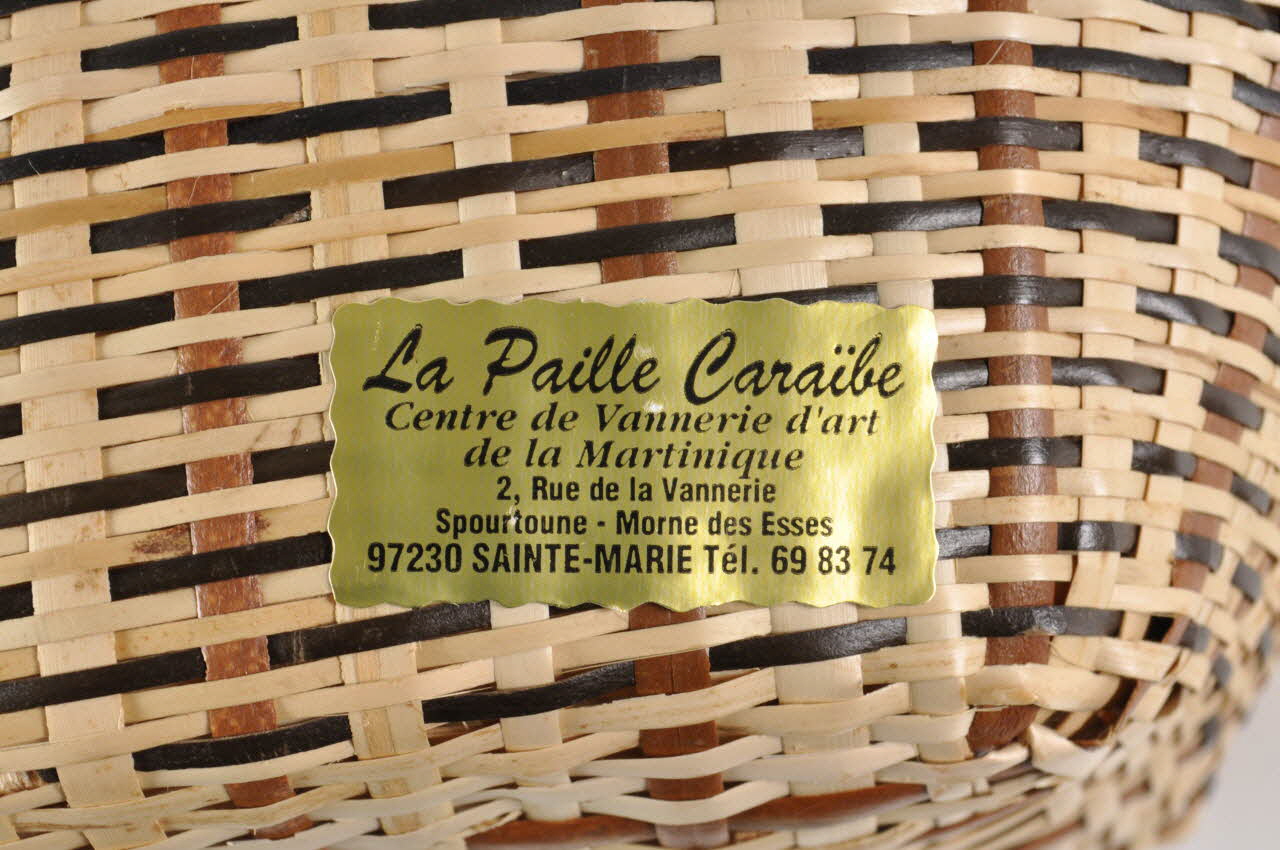 La Paille Caraïbe
Centre de Vannerie d'art
de la Martinique
2, Rue de la Vannerie
Spourtoune - Morne des Esses
97230 SAINTE-MARIE Tél. 69 83 74